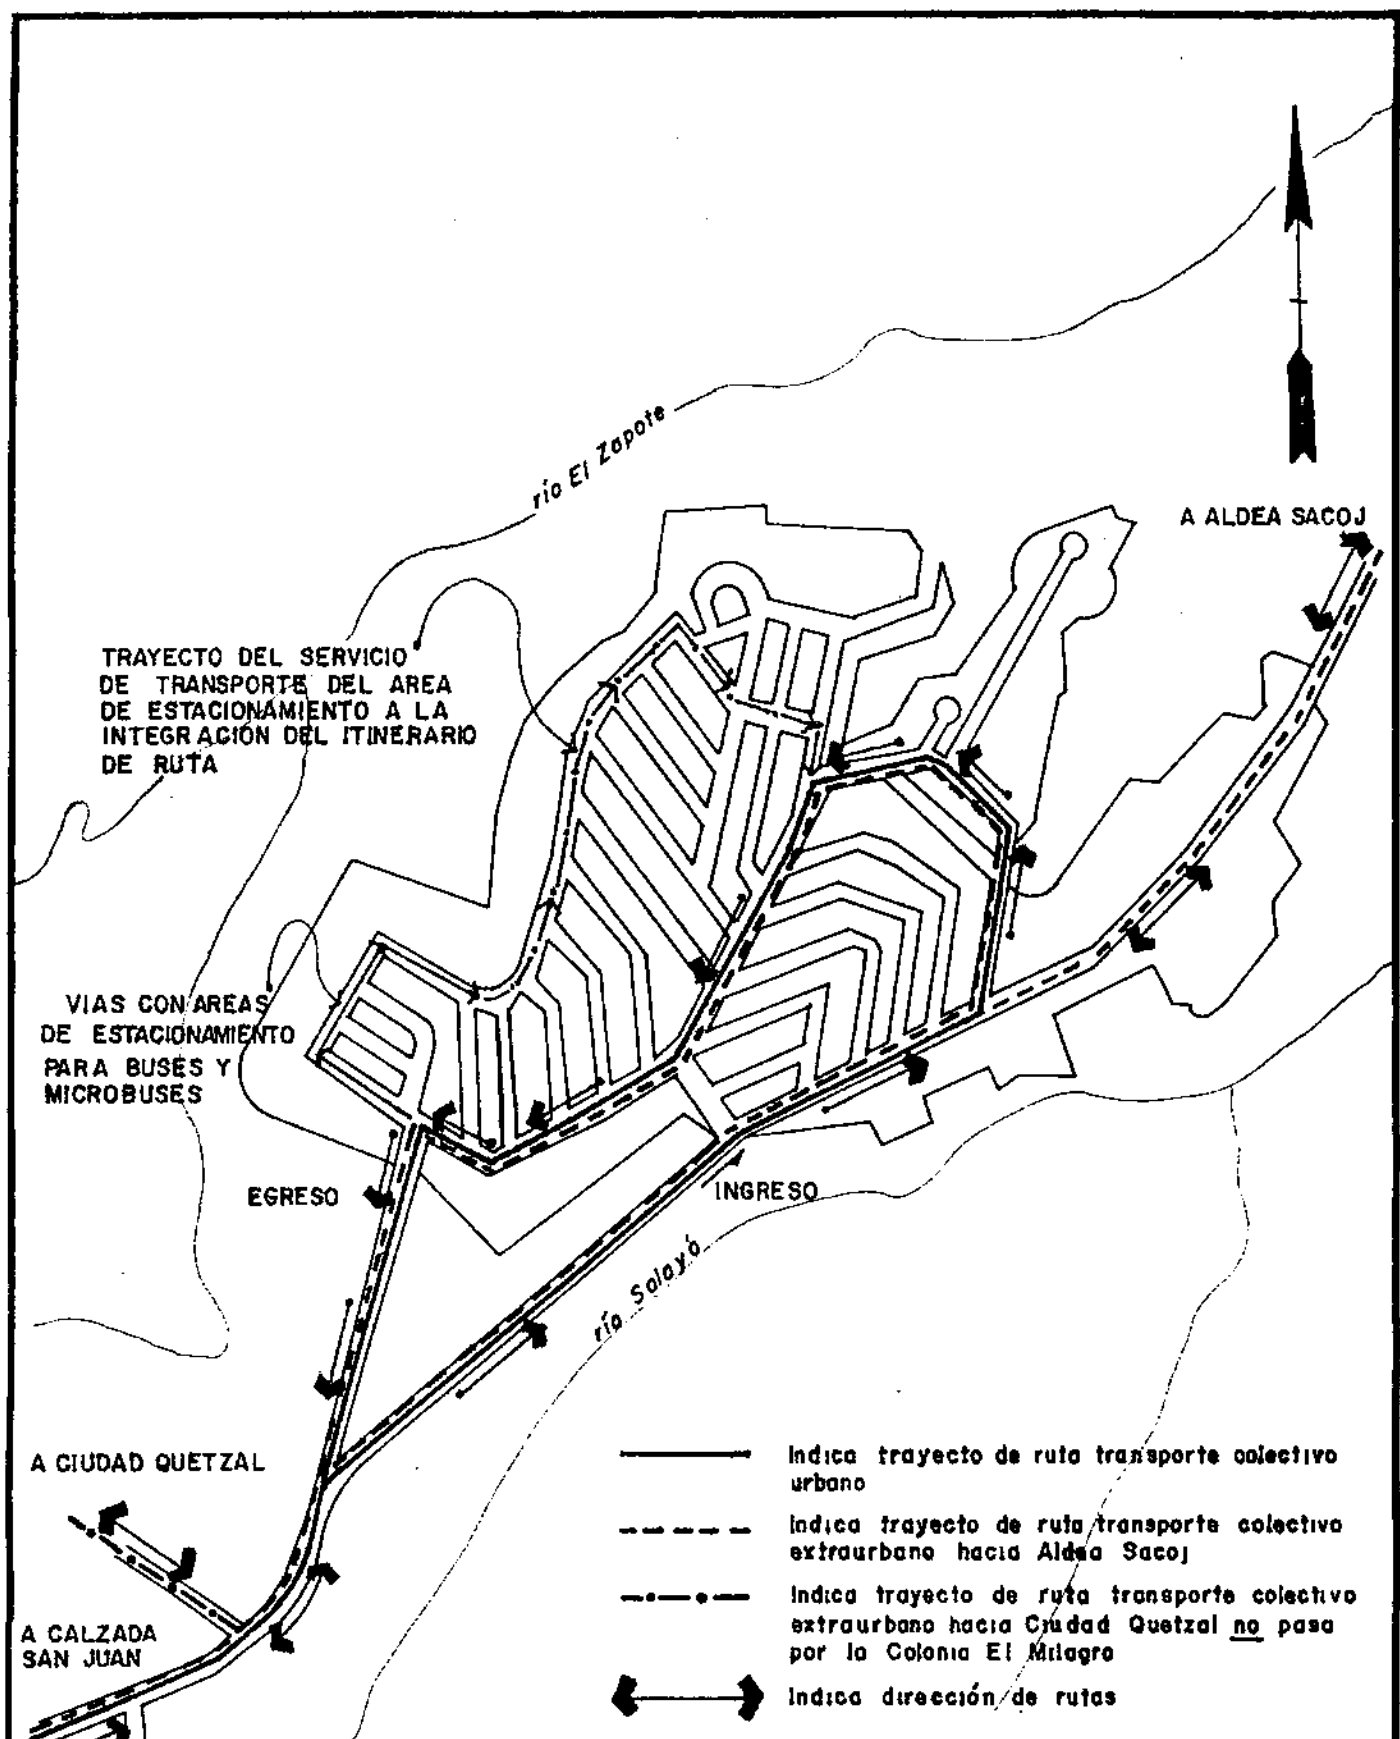 río El Zapote
A ALDEA SACOJ
TRAYECTO DEL SERVICIO
DE TRANSPORTE DEL AREA
DE ESTACIONAMIENTO A LA
INTEGRACIÓN DEL ITINERARIO
DE RUTA
VIAS CON AREAS
DE ESTACIONAMIENTO
PARA BUSES Y
MICROBUSES
EGRESO
INGRESO
río Salayá
A CIUDAD QUETZAL
A CALZADA
SAN JUAN
Indica trayecto de ruta transporte colectivo
urbano
Indica trayecto de ruta transporte colectivo
extraurbano hacia Aldea Sacoj
Indica trayecto de ruta transporte colectivo
extraurbano hacia Ciudad Quetzal no pasa
por la Colonia El Milagro
Indica dirección de rutas